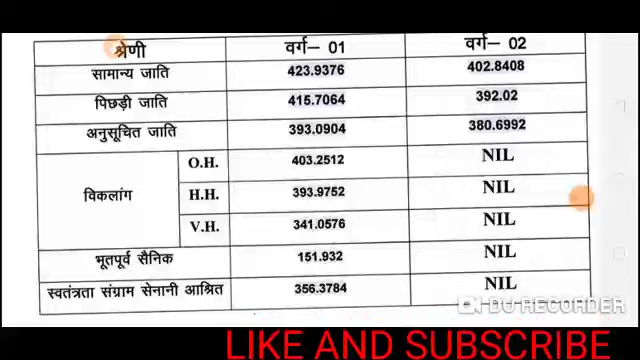 श्रेणी वर्ग– 01 वर्ग– 02
सामान्य जाति 423.9376 402.8408
पिछड़ी जाति 415.7064 392.02
अनुसूचित जाति 393.0904 380.6992
विकलांग O.H. 403.2512 NIL
H.H. 393.9752 NIL
V.H. 341.0576 NIL
भूतपूर्व सैनिक 151.932 NIL
स्वतंत्रता संग्राम सेनानी आश्रित 356.3784 NIL
DU RECORDER
LIKE AND SUBSCRIBE